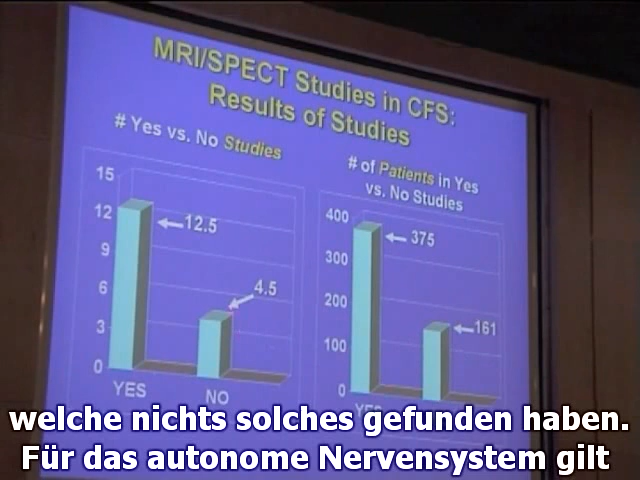 MRI/SPECT Studies in CFS:
Results of Studies
# Yes vs. No Studies
15
12
9
6
3
0
12.5
4.5
YES
NO
# of Patients in Yes
vs. No Studies
400
300
200
100
0
375
161
YES
welche nichts solches gefunden haben.
Für das autonome Nervensystem gilt